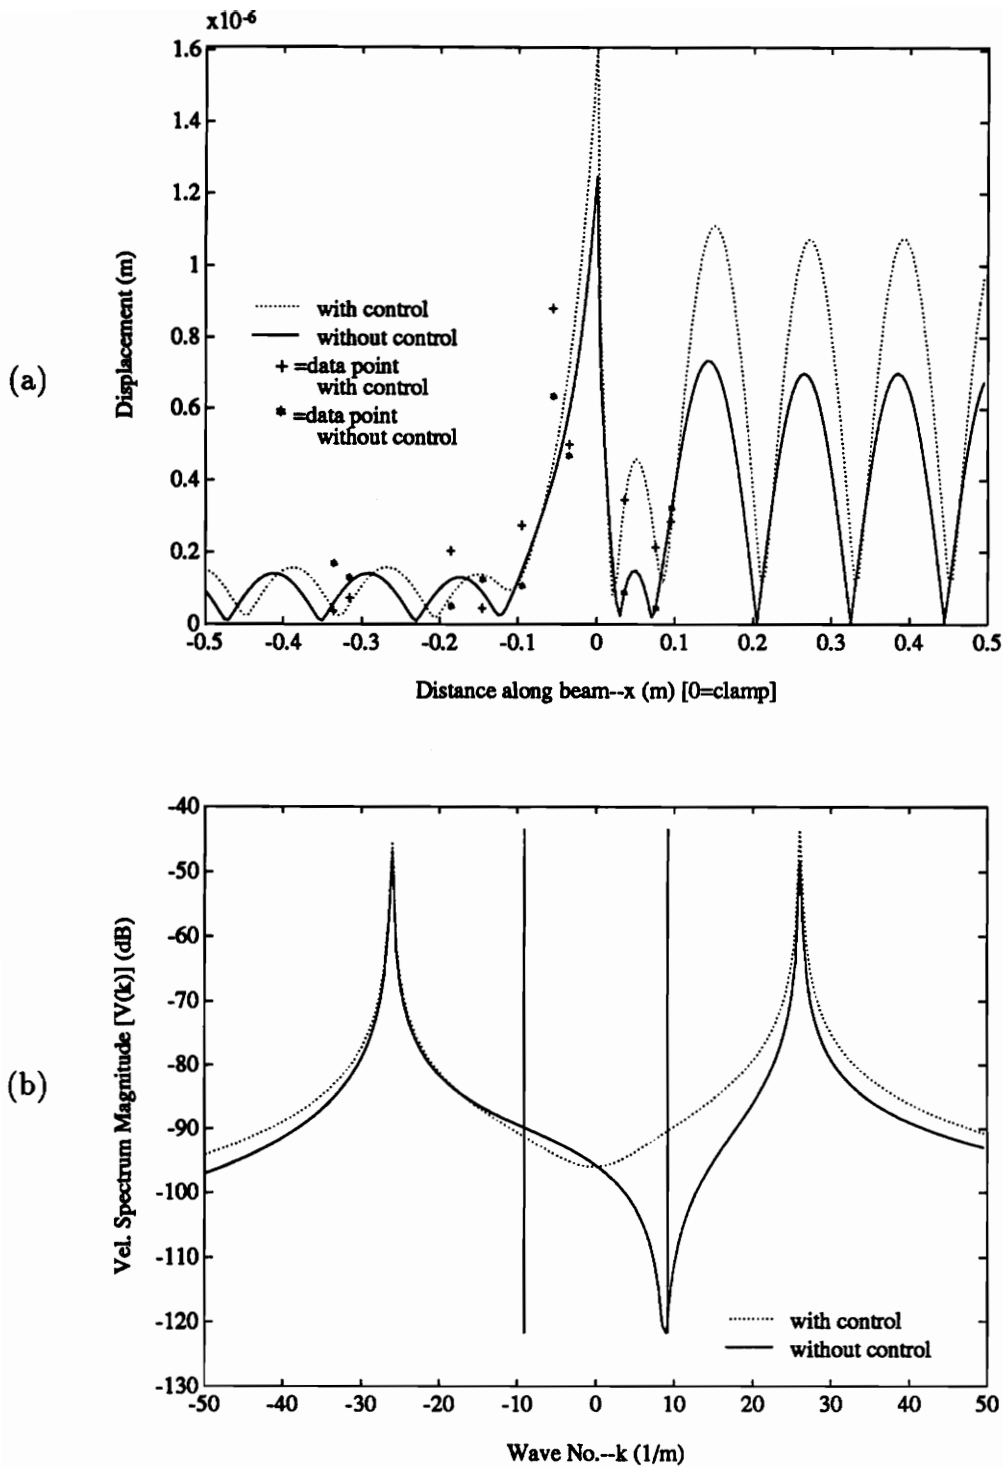 x10-6
1.6
1.4
1.2
1
0.8
0.6
0.4
0.2
0
Displacement (m)
with control
without control
+ =data point
with control
* =data point
without control
(a)
-0.5 -0.4 -0.3 -0.2 -0.1 0 0.1 0.2 0.3 0.4 0.5
Distance along beam--x (m) [0=clamp]
-40
-50
-60
-70
-80
-90
-100
-110
-120
-130
Vel. Spectrum Magnitude [V(k)] (dB)
(b)
with control
without control
-50 -40 -30 -20 -10 0 10 20 30 40 50
Wave No.--k (1/m)